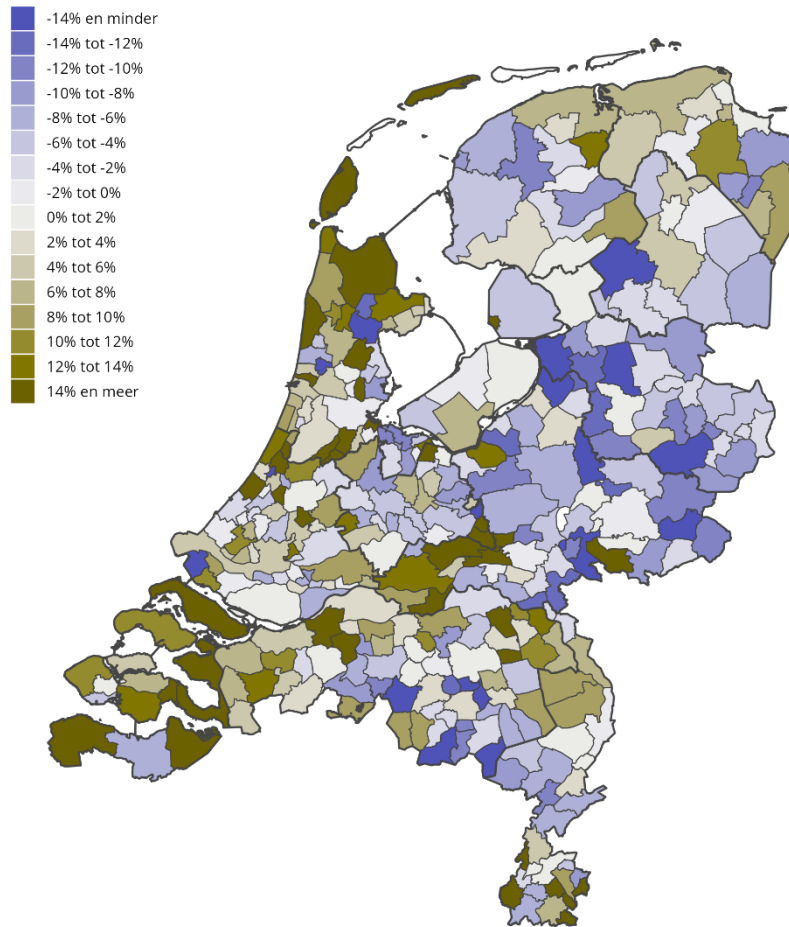 -14% en minder
-14% tot -12%
-12% tot -10%
-10% tot -8%
-8% tot -6%
-6% tot -4%
-4% tot -2%
-2% tot 0%
0% tot 2%
2% tot 4%
4% tot 6%
6% tot 8%
8% tot 10%
10% tot 12%
12% tot 14%
14% en meer